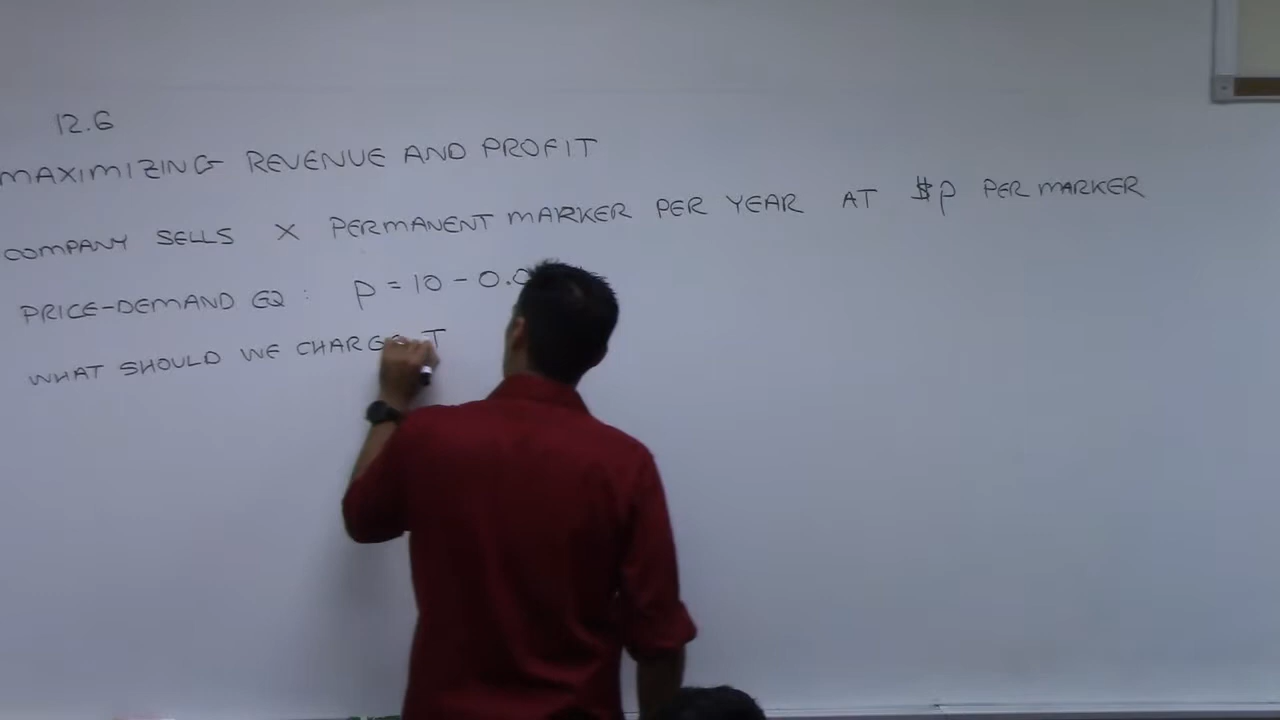 12.6
MAXIMIZING REVENUE AND PROFIT
COMPANY SELLS X PERMANENT MARKER PER YEAR AT $p PER MARKER
PRICE-DEMAND EQ: p = 10 - 0.0
WHAT SHOULD WE CHARGE T